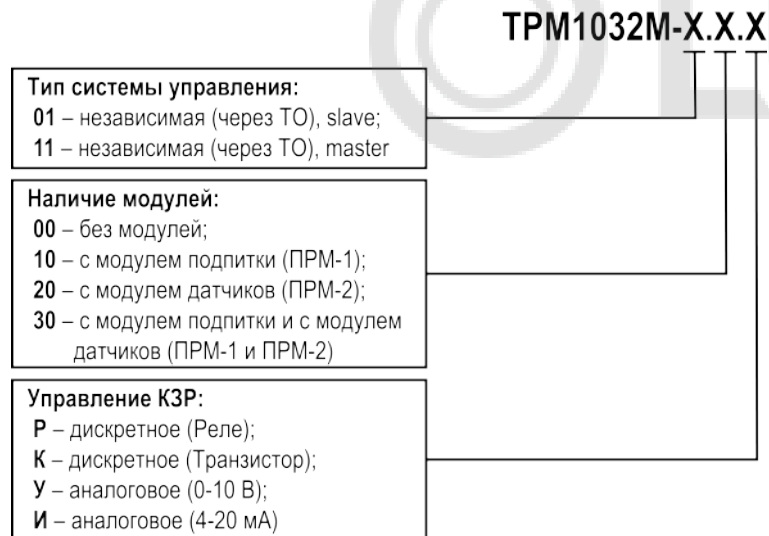 ТРМ1032М-Х.Х.Х
Тип системы управления:
01 – независимая (через ТО), slave;
11 – независимая (через ТО), master
Наличие модулей:
00 – без модулей;
10 – с модулем подпитки (ПРМ-1);
20 – с модулем датчиков (ПРМ-2);
30 – с модулем подпитки и с модулем
датчиков (ПРМ-1 и ПРМ-2)
Управление КЗР:
Р – дискретное (Реле);
К – дискретное (Транзистор);
У – аналоговое (0-10 В);
И – аналоговое (4-20 мА)